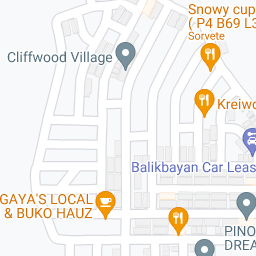 Snowy cup
( P4 B69 L3
Sorvete
Cliffwood Village
Kreiwo
Balikbayan Car Leas
GAYA'S LOCAL
& BUKO HAUZ
PINO
DREA